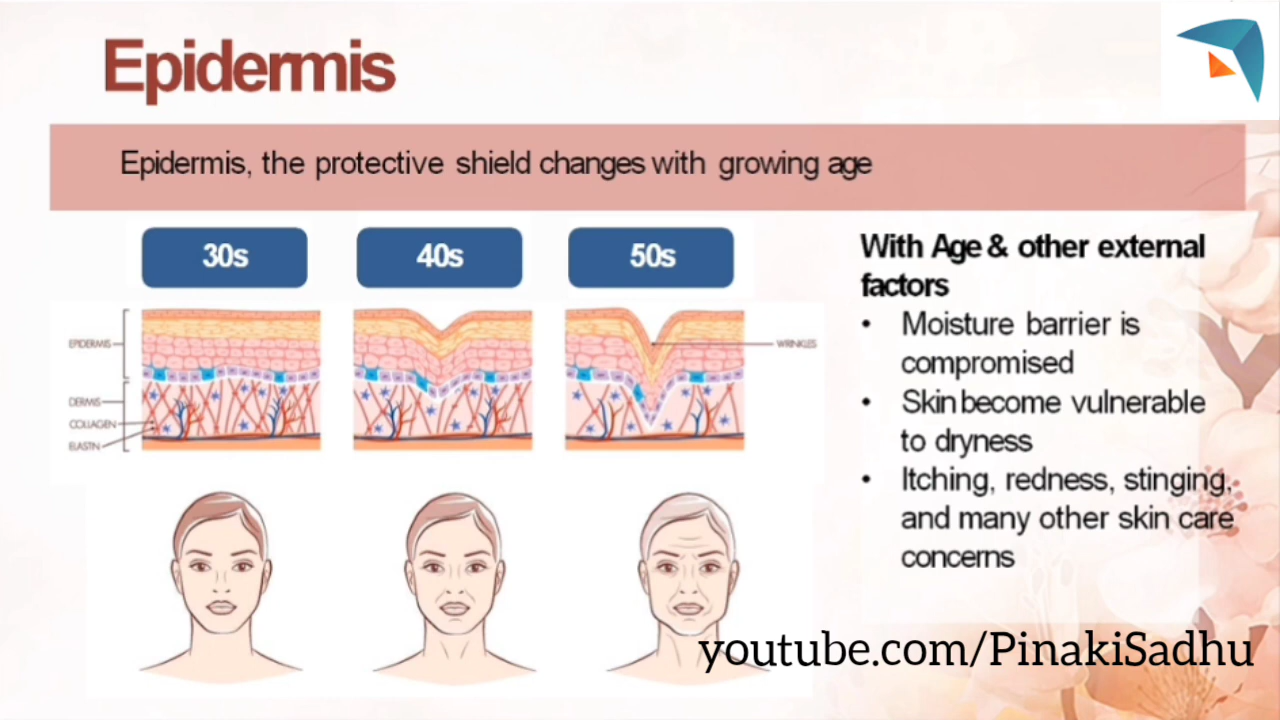 Epidermis
Epidermis, the protective shield changes with growing age
30s
40s
50s
EPIDERMIS
DERMIS
COLLAGEN
ELASTIN
WRINKLES
With Age & other external
factors
• Moisture barrier is
compromised
• Skin become vulnerable
to dryness
• Itching, redness, stinging,
and many other skin care
concerns
youtube.com/PinakiSadhu